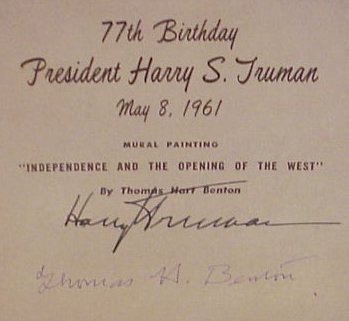 77th Birthday
President Harry S. Truman
May 8, 1961
MURAL PAINTING
"INDEPENDENCE AND THE OPENING OF THE WEST"
By Thomas Hart Benton
Harry Truman
Thomas H. Benton